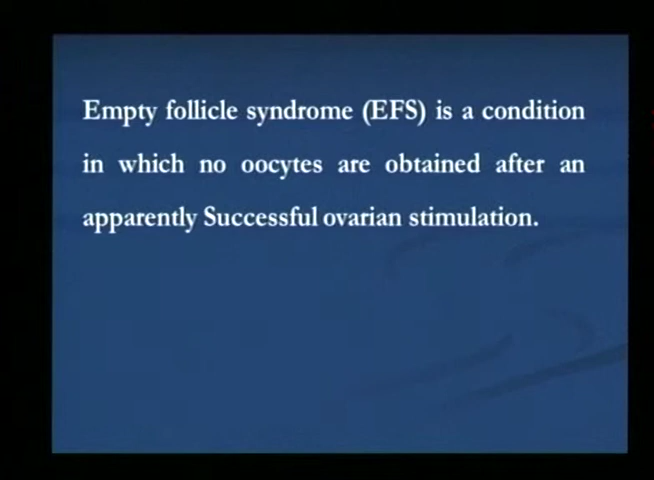 Empty follicle syndrome (EFS) is a condition
in which no oocytes are obtained after an
apparently Successful ovarian stimulation.